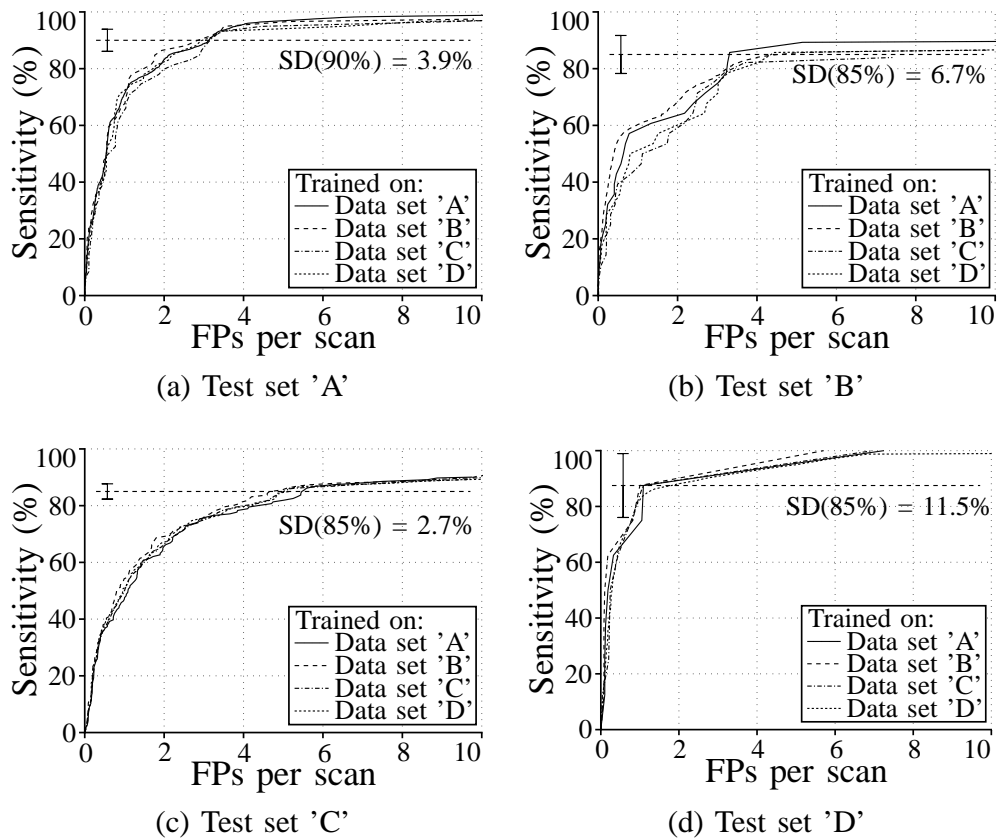 100
80
60
40
20
0
Sensitivity (%)
SD(90%) = 3.9%
Trained on:
Data set 'A'
Data set 'B'
Data set 'C'
Data set 'D'
0 2 4 6 8 10
FPs per scan
(a) Test set 'A'
100
80
60
40
20
0
Sensitivity (%)
SD(85%) = 6.7%
Trained on:
Data set 'A'
Data set 'B'
Data set 'C'
Data set 'D'
0 2 4 6 8 10
FPs per scan
(b) Test set 'B'
100
80
60
40
20
0
Sensitivity (%)
SD(85%) = 2.7%
Trained on:
Data set 'A'
Data set 'B'
Data set 'C'
Data set 'D'
0 2 4 6 8 10
FPs per scan
(c) Test set 'C'
100
80
60
40
20
0
Sensitivity (%)
SD(85%) = 11.5%
Trained on:
Data set 'A'
Data set 'B'
Data set 'C'
Data set 'D'
0 2 4 6 8 10
FPs per scan
(d) Test set 'D'